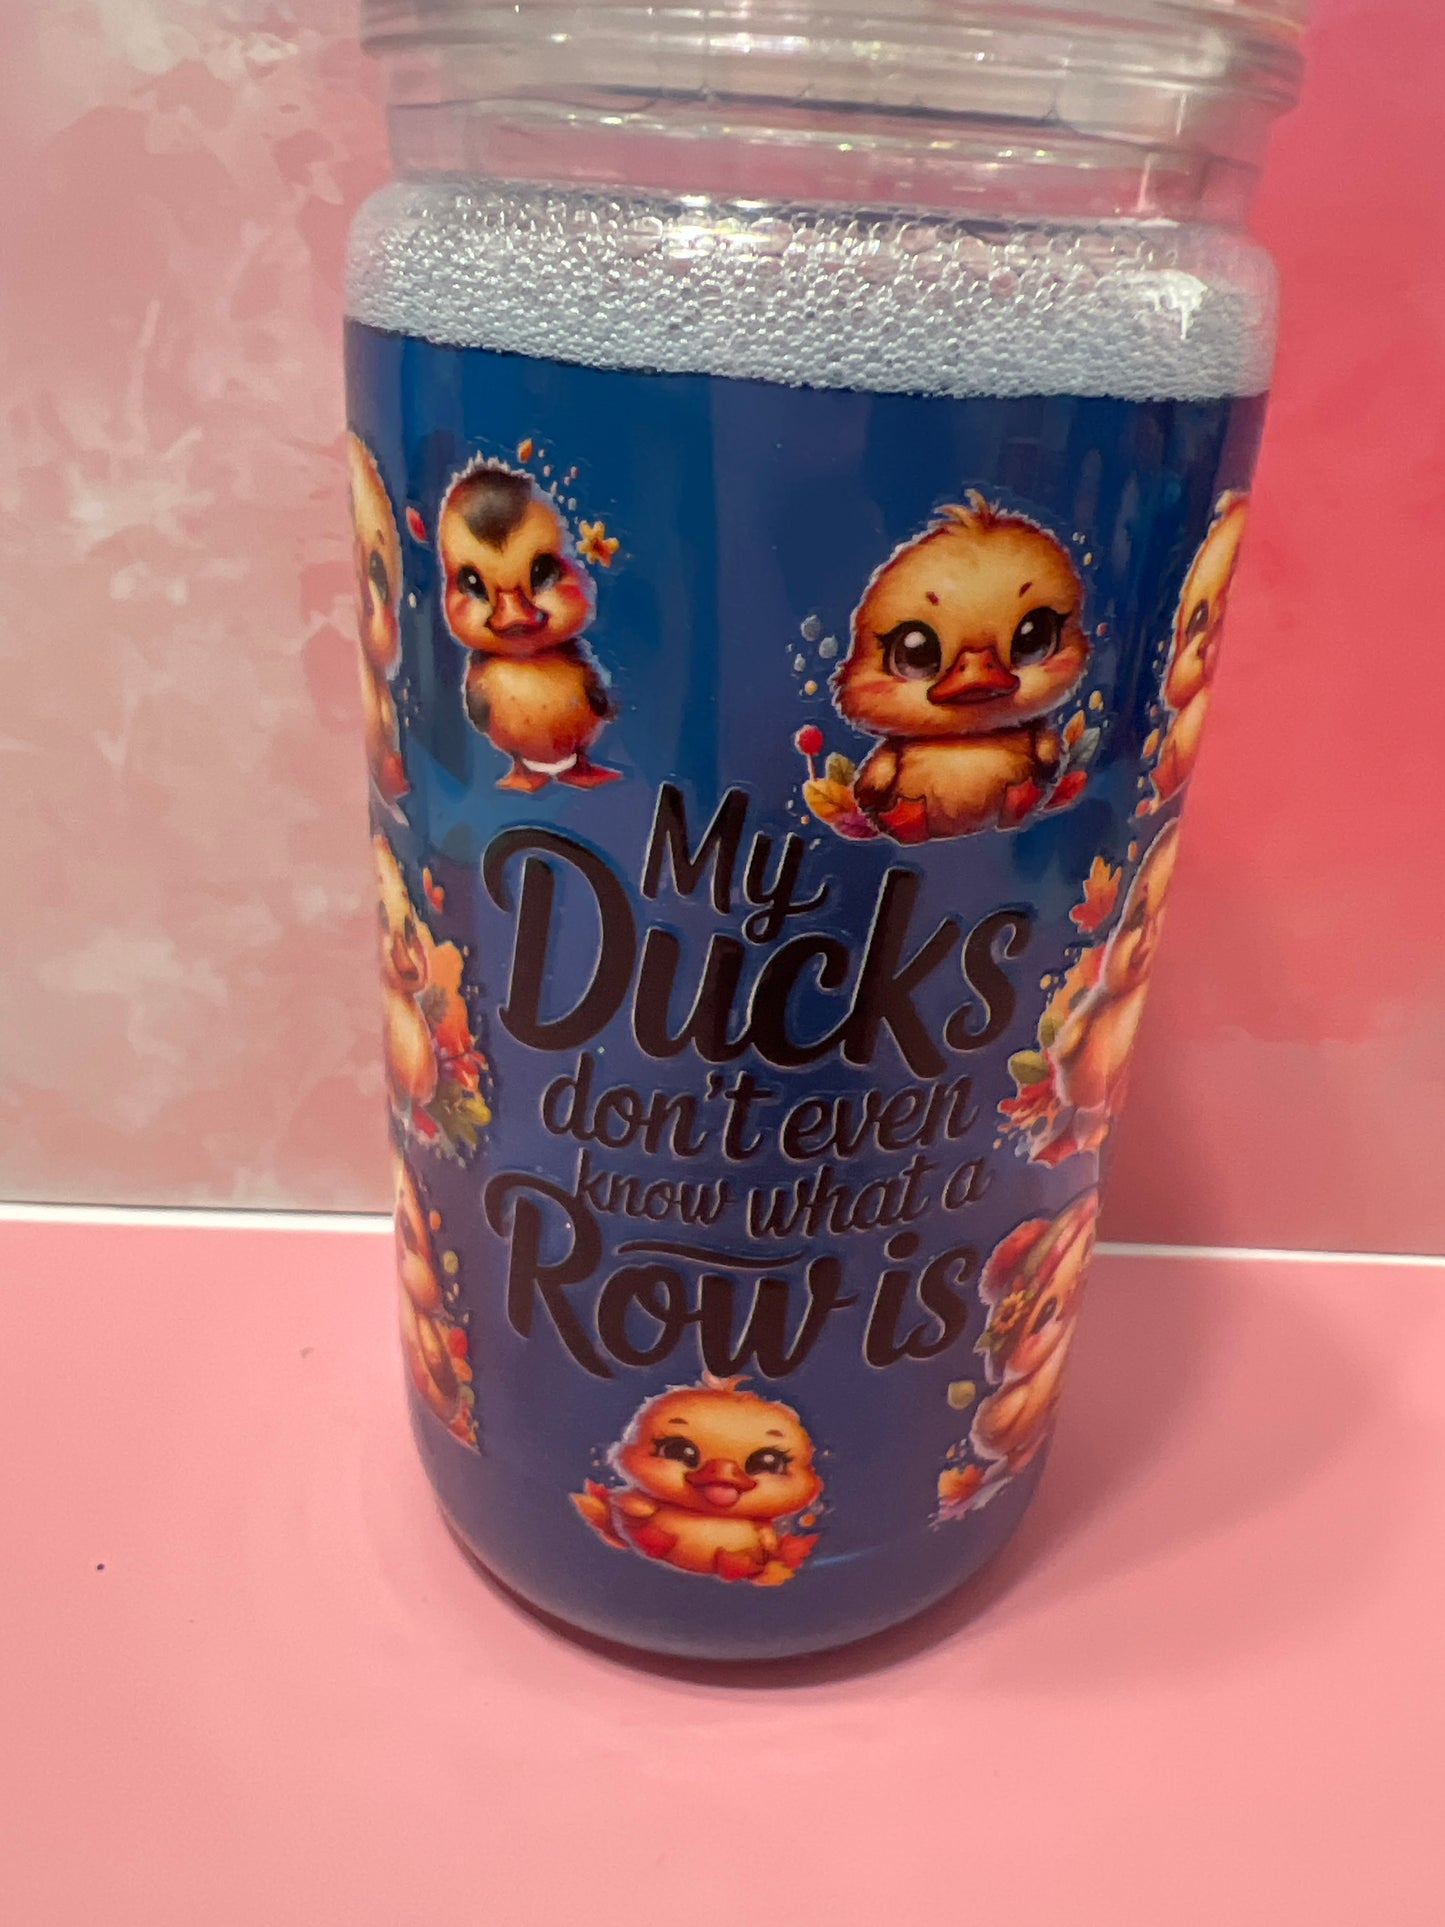 My
Ducks
don't even
know what a
Row is